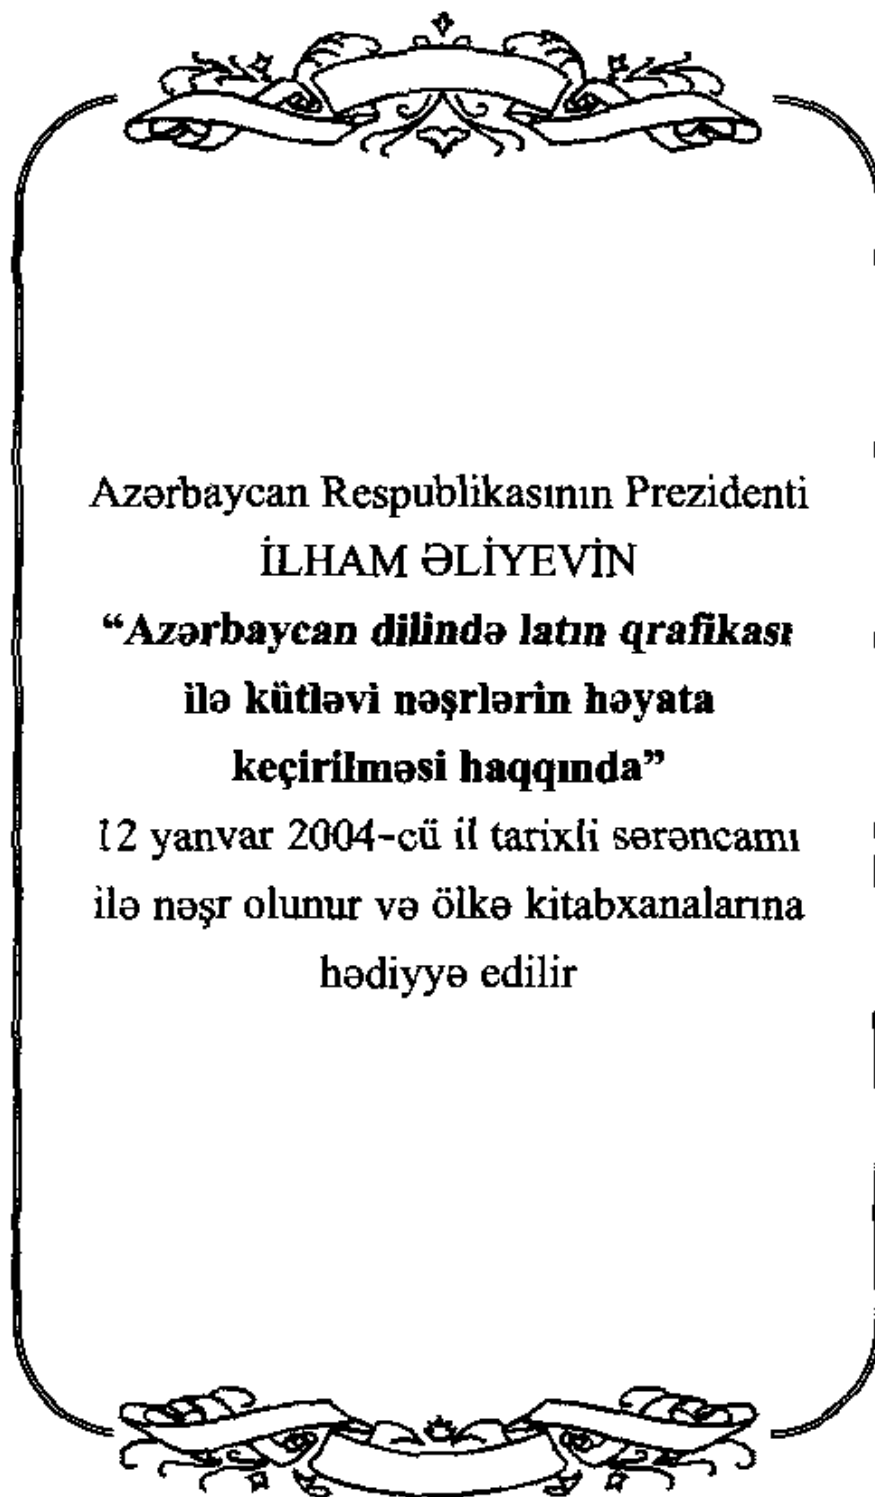 Azərbaycan Respublikasının Prezidenti
İLHAM ƏLİYEVİN
“Azərbaycan dilində latın qrafikası
ilə kütləvi nəşrlərin həyata
keçirilməsi haqqında”
12 yanvar 2004-cü il tarixli sərəncamı
ilə nəşr olunur və ölkə kitabxanalarına
hədiyyə edilir